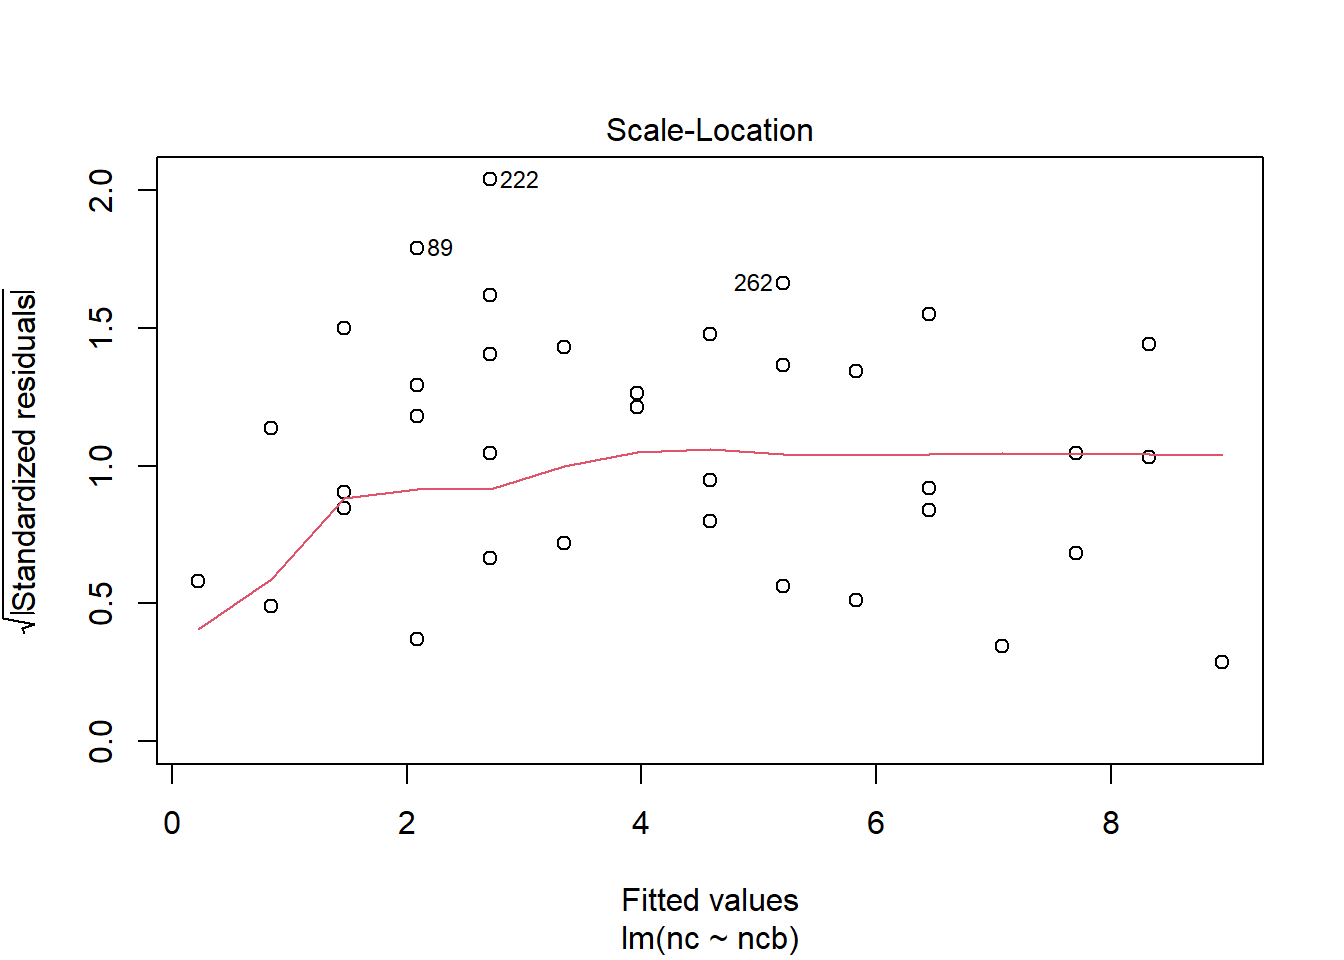 Scale-Location
√|Standardized residuals|
2.0
1.5
1.0
0.5
0.0
222
89
262
0 2 4 6 8
Fitted values
lm(nc ~ ncb)